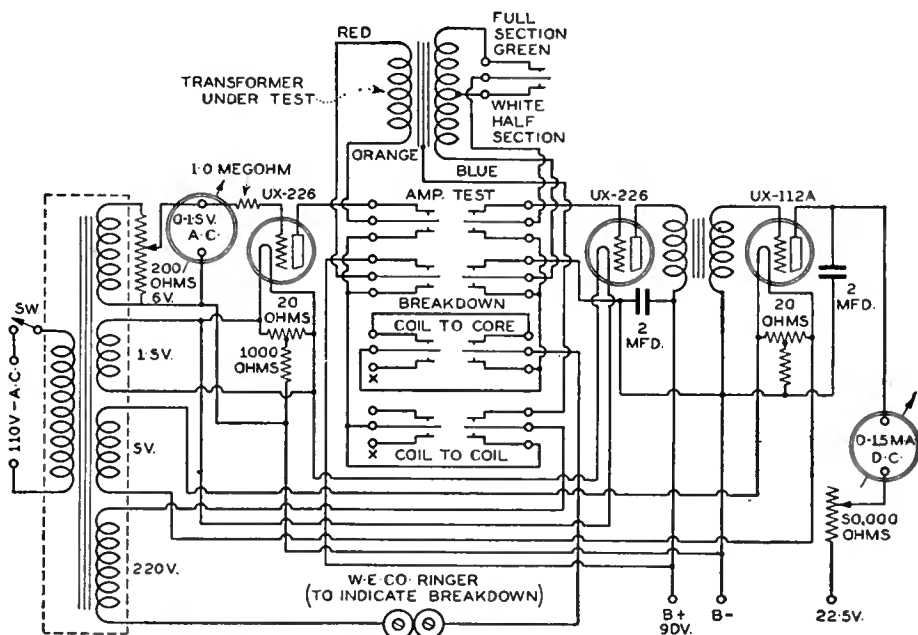 RED
FULL
SECTION
GREEN
TRANSFORMER
UNDER TEST
WHITE
HALF
SECTION
ORANGE
BLUE
1·0 MEGOHM
UX-226
AMP. TEST
UX-226
UX-112A
0-1.5V.
A·C·
200/
OHMS
6V.
20
OHMS
BREAKDOWN
COIL TO CORE
2
MFD.
20
OHMS
2
MFD.
SW.
1·5V.
1000
OHMS
X
110V-A·C·
5V.
X
COIL TO COIL
0-1.5MA
D·C·
50,000
OHMS
220V.
W·E·CO· RINGER
(TO INDICATE BREAKDOWN)
B+
90V.
B-
22·5V.